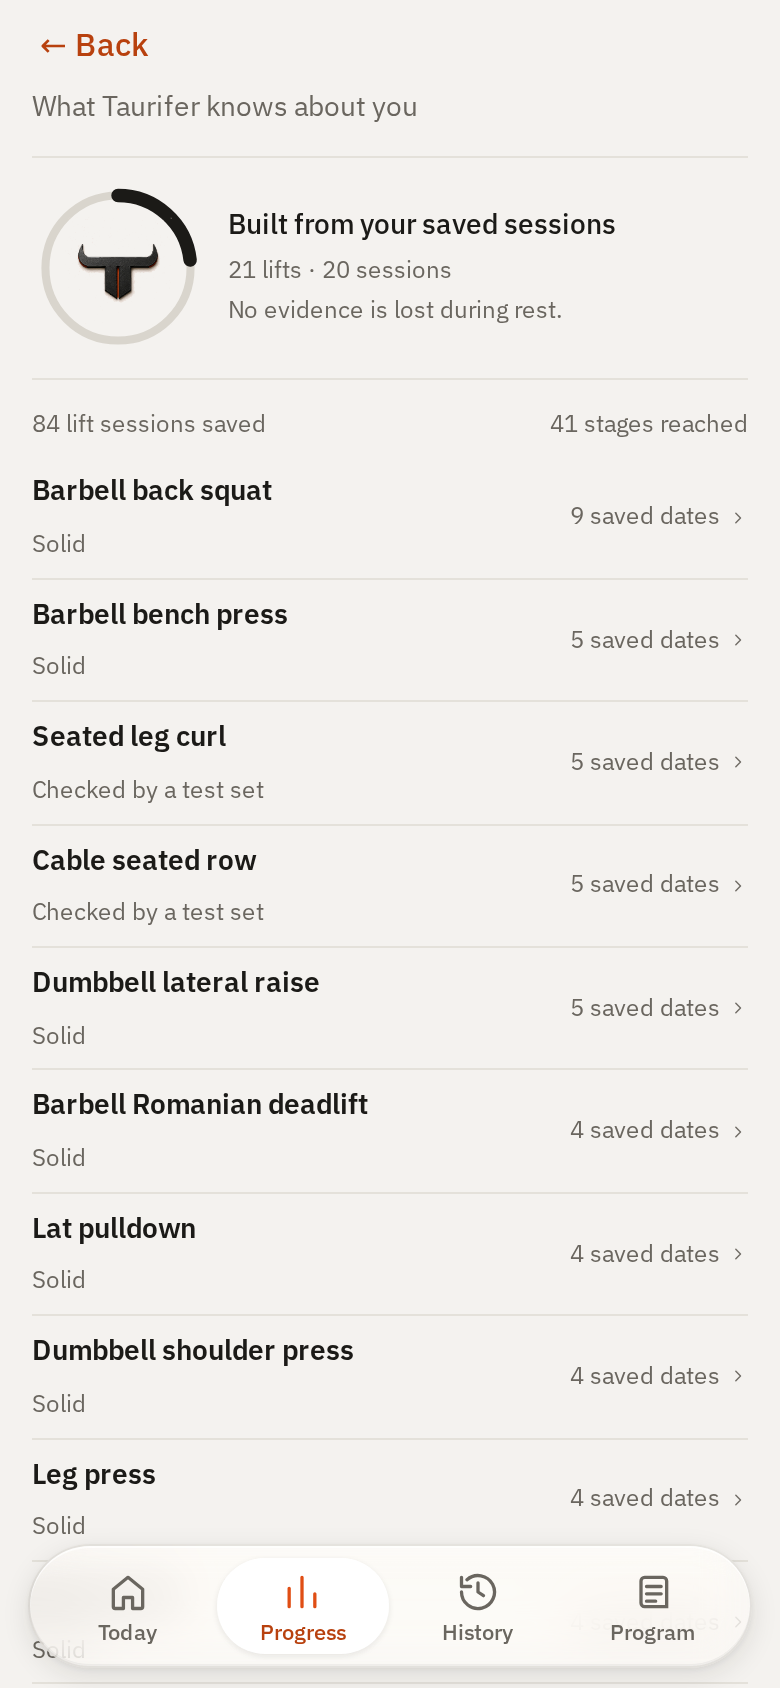 ← Back
What Taurifer knows about you
Built from your saved sessions
21 lifts · 20 sessions
No evidence is lost during rest.
84 lift sessions saved
41 stages reached
Barbell back squat
9 saved dates ›
Solid
Barbell bench press
5 saved dates ›
Solid
Seated leg curl
5 saved dates ›
Checked by a test set
Cable seated row
5 saved dates ›
Checked by a test set
Dumbbell lateral raise
5 saved dates ›
Solid
Barbell Romanian deadlift
4 saved dates ›
Solid
Lat pulldown
4 saved dates ›
Solid
Dumbbell shoulder press
4 saved dates ›
Solid
Leg press
4 saved dates ›
Solid
Solid
Today
Progress
History
Program